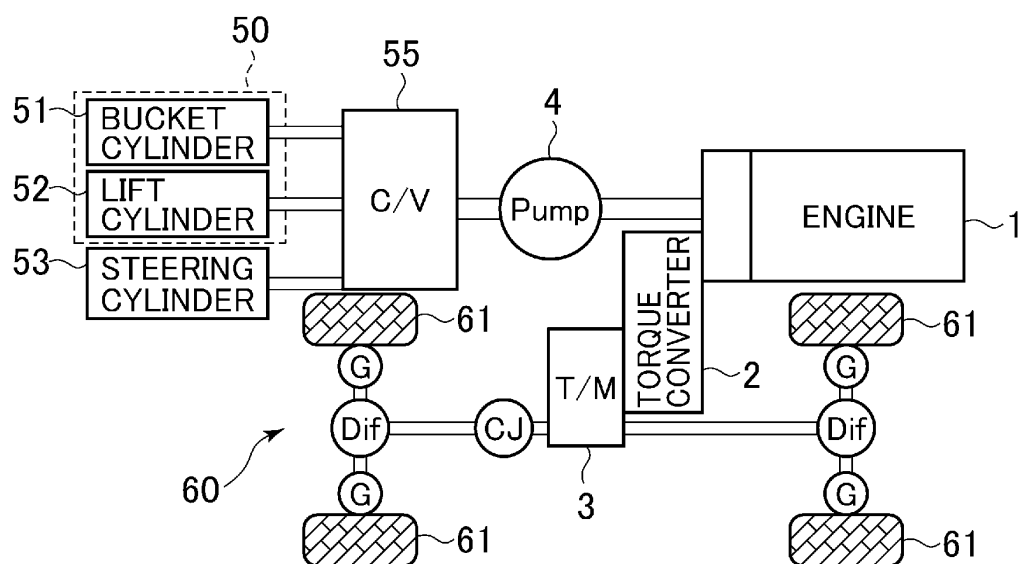 50
51
BUCKET
CYLINDER
52
LIFT
CYLINDER
53
STEERING
CYLINDER
55
C/V
4
Pump
ENGINE
1
TORQUE
CONVERTER
2
T/M
3
61
61
G
G
Dif
CJ
Dif
60
G
G
61
61